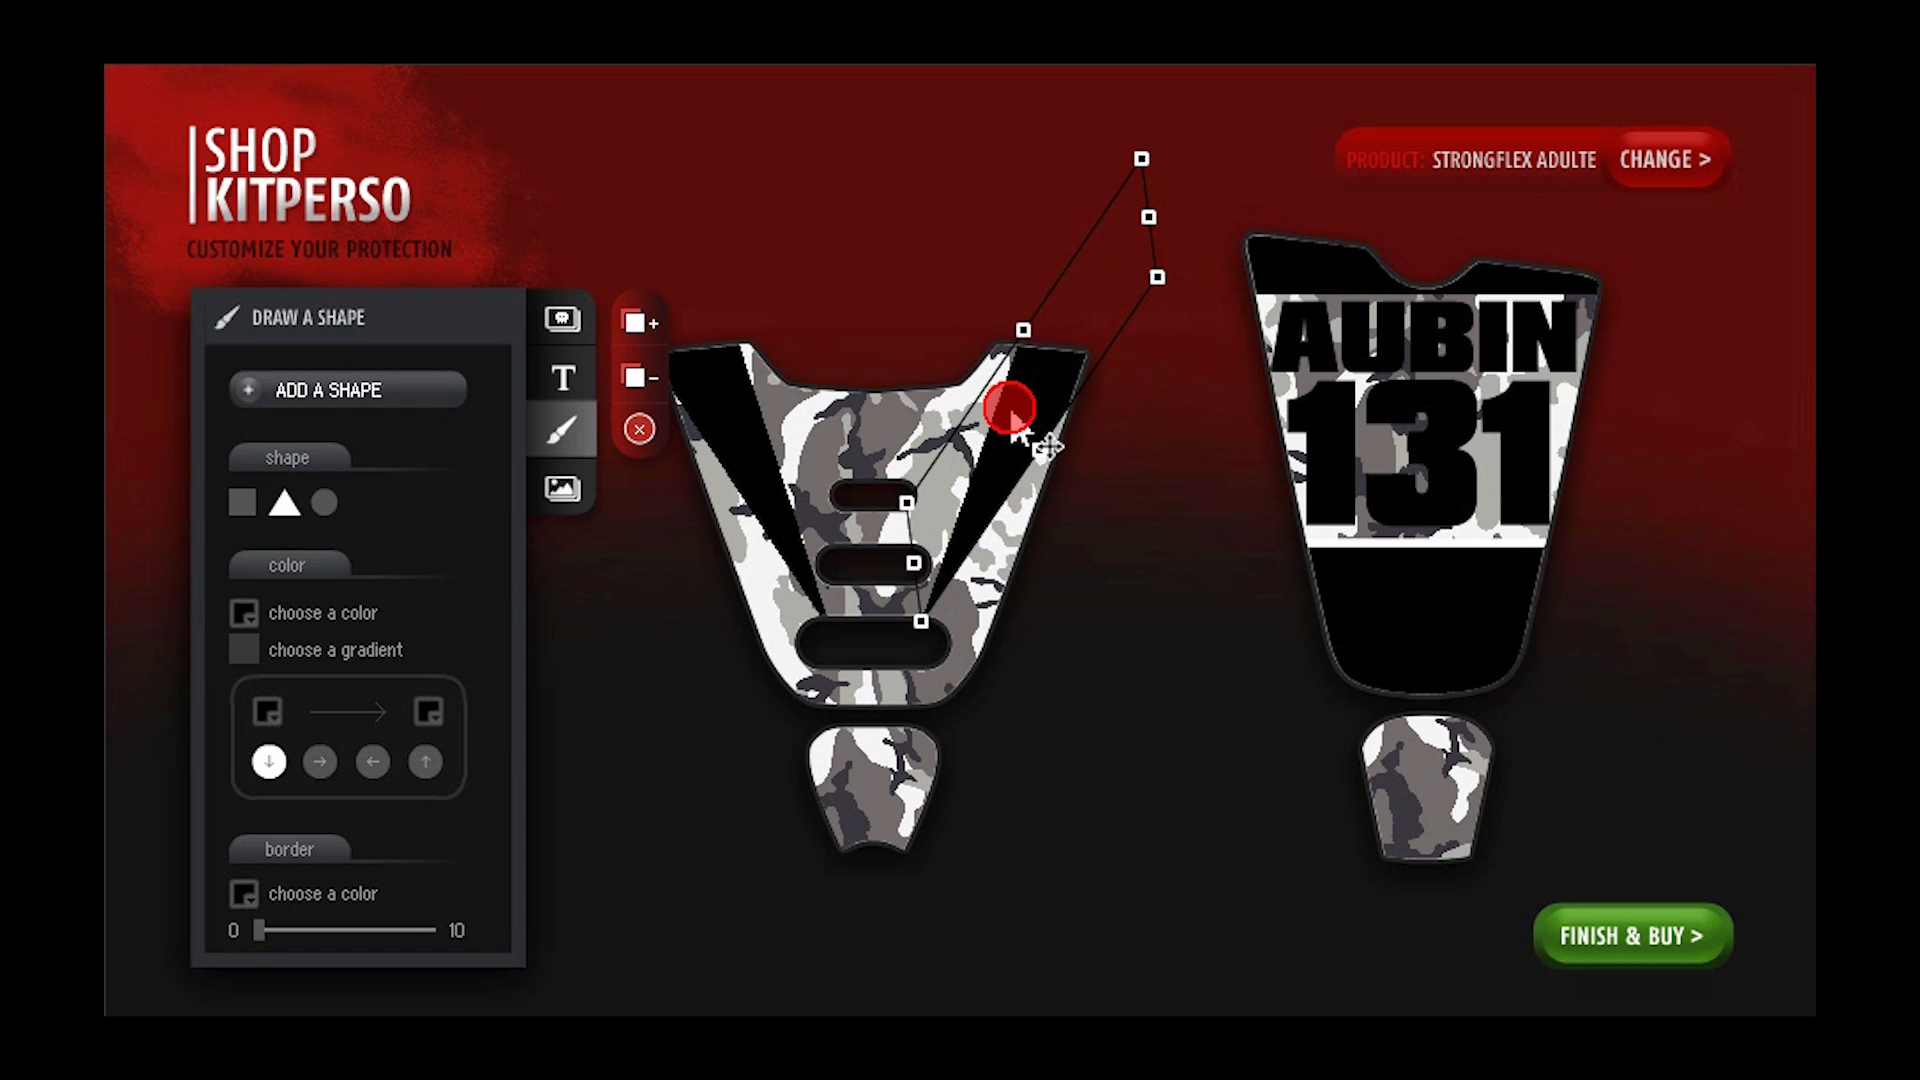 SHOP
KITPERSO
CUSTOMIZE YOUR PROTECTION
PRODUCT: STRONGFLEX ADULTE
CHANGE >
DRAW A SHAPE
ADD A SHAPE
shape
color
choose a color
choose a gradient
border
choose a color
0 10
T
AUBIN
131
FINISH & BUY >